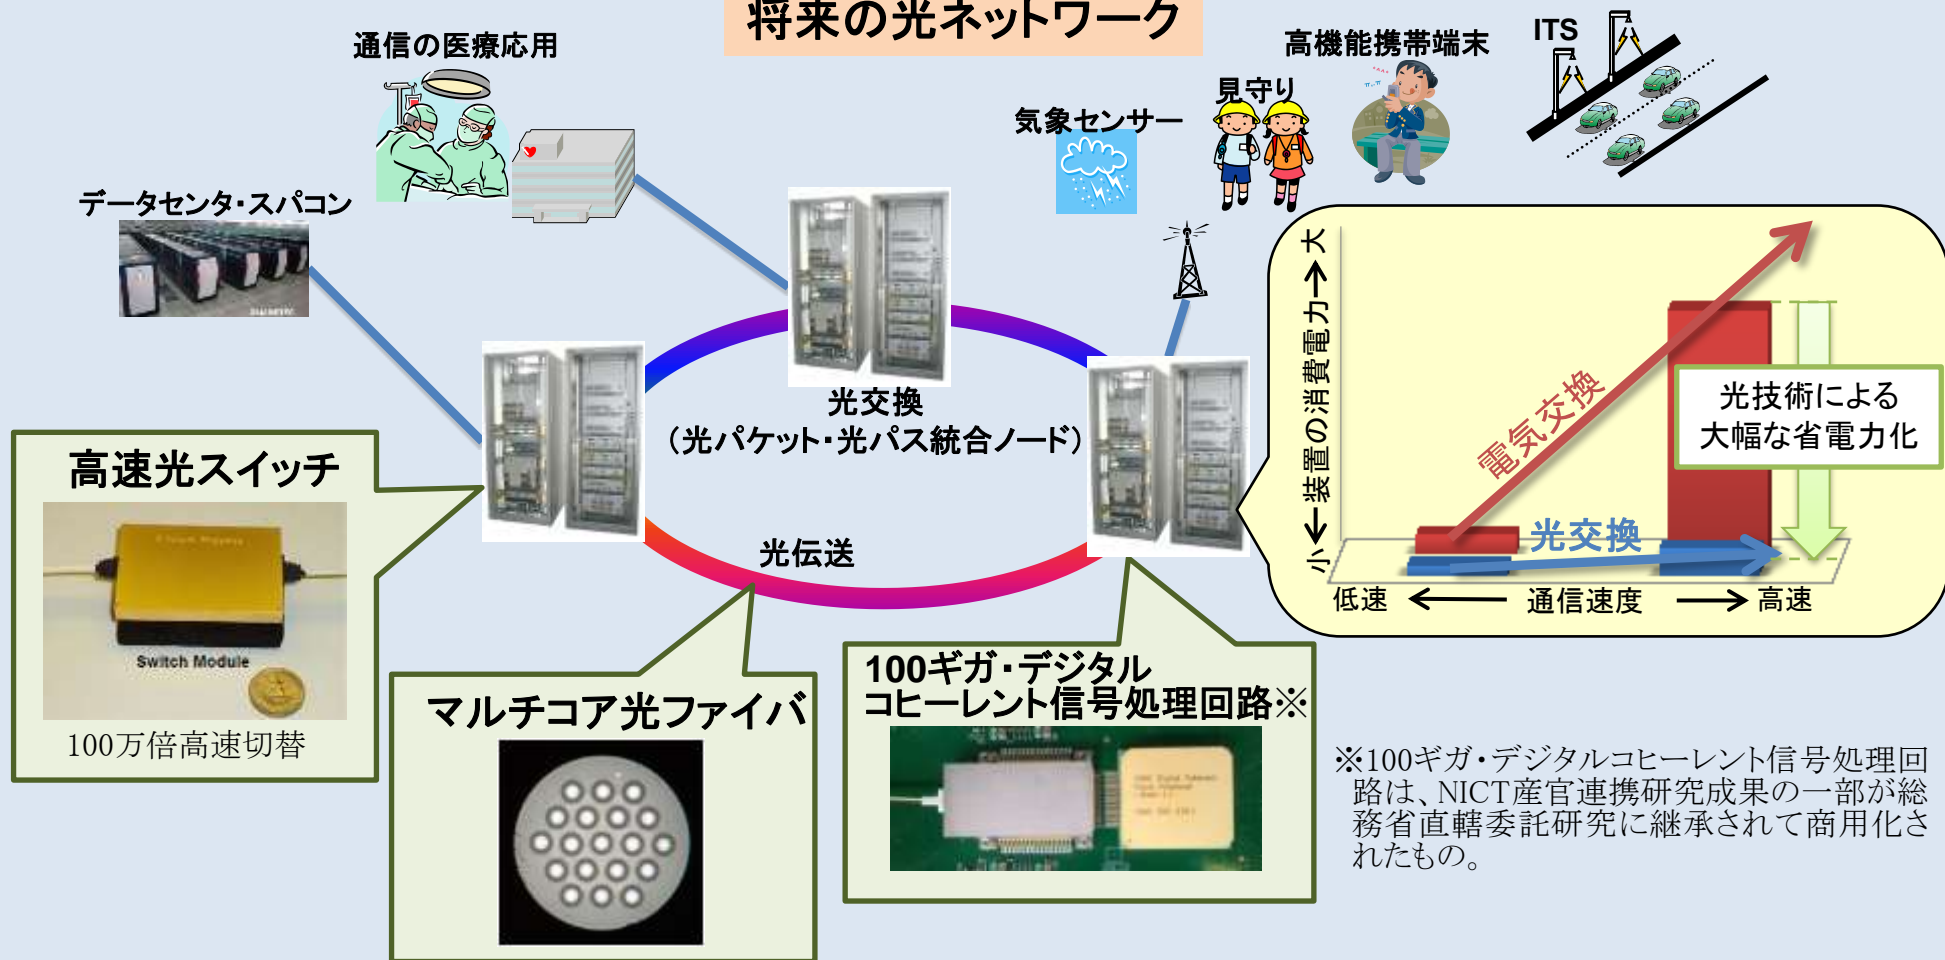 将来の光ネットワーク
通信の医療応用
高機能携帯端末
ITS
見守り
気象センサー
データセンタ・スパコン
光交換
(光パケット・光パス統合ノード)
光伝送
高速光スイッチ
Switch Module
100万倍高速切替
マルチコア光ファイバ
100ギガ・デジタル
コヒーレント信号処理回路※
小←装置の消費電力→大
電気交換
光交換
光技術による
大幅な省電力化
低速 ← 通信速度 → 高速
※100ギガ・デジタルコヒーレント信号処理回
路は、NICT産官連携研究成果の一部が総
務省直轄委託研究に継承されて商用化さ
れたもの。